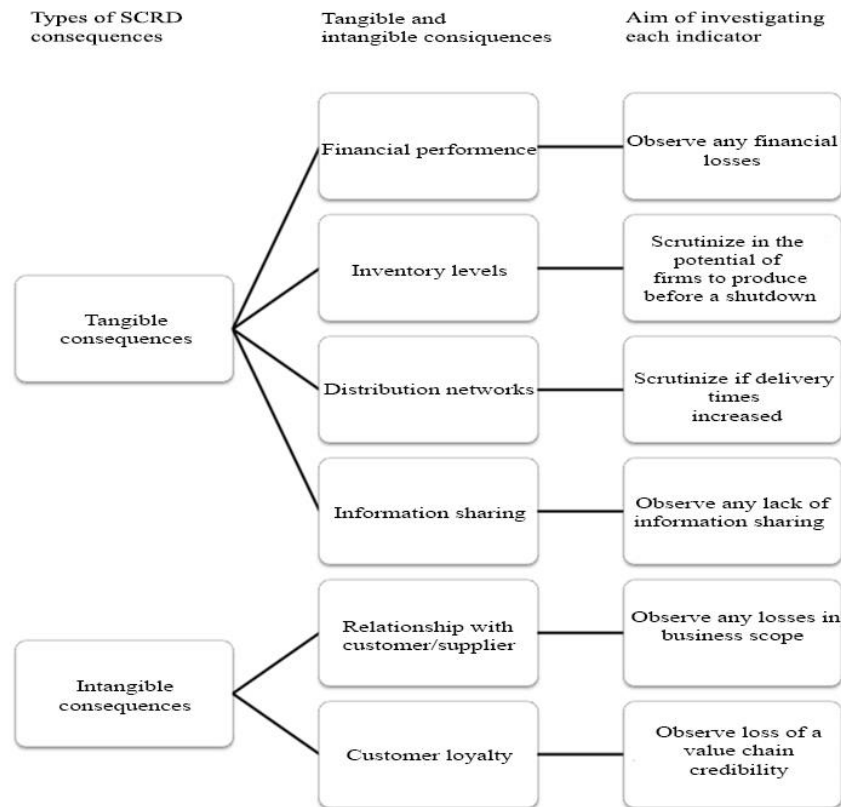 Types of SCRD
consequences
Tangible and
intangible consiquences
Aim of investigating
each indicator
Financial performence
Observe any financial
losses
Inventory levels
Scrutinize in the
potential of
firms to produce
before a shutdown
Tangible
consequences
Distribution networks
Scrutinize if delivery
times
increased
Information sharing
Observe any lack of
information sharing
Relationship with
customer/supplier
Observe any losses in
business scope
Intangible
consequences
Customer loyalty
Observe loss of a
value chain
credibility